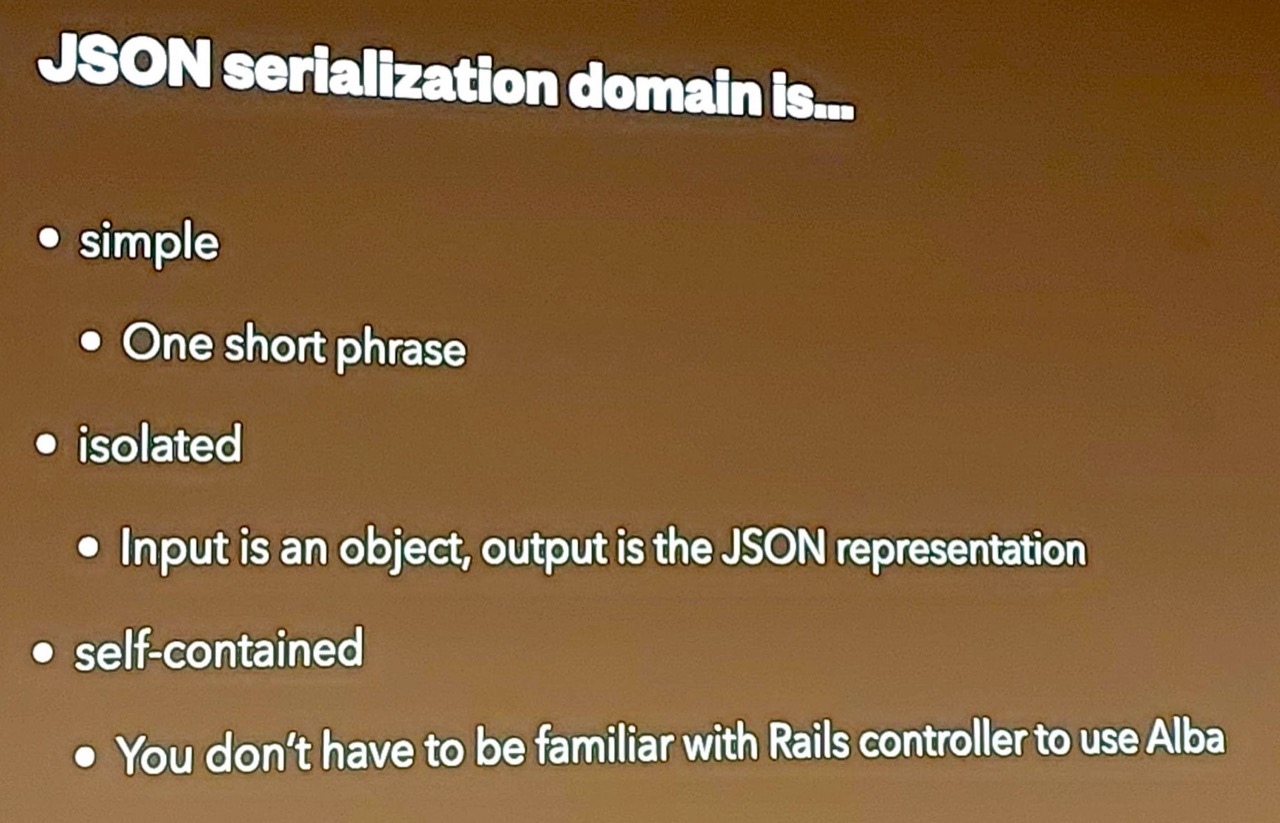 JSON serialization domain is...
• simple
• One short phrase
• isolated
• Input is an object, output is the JSON representation
• self-contained
• You don't have to be familiar with Rails controller to use Alba